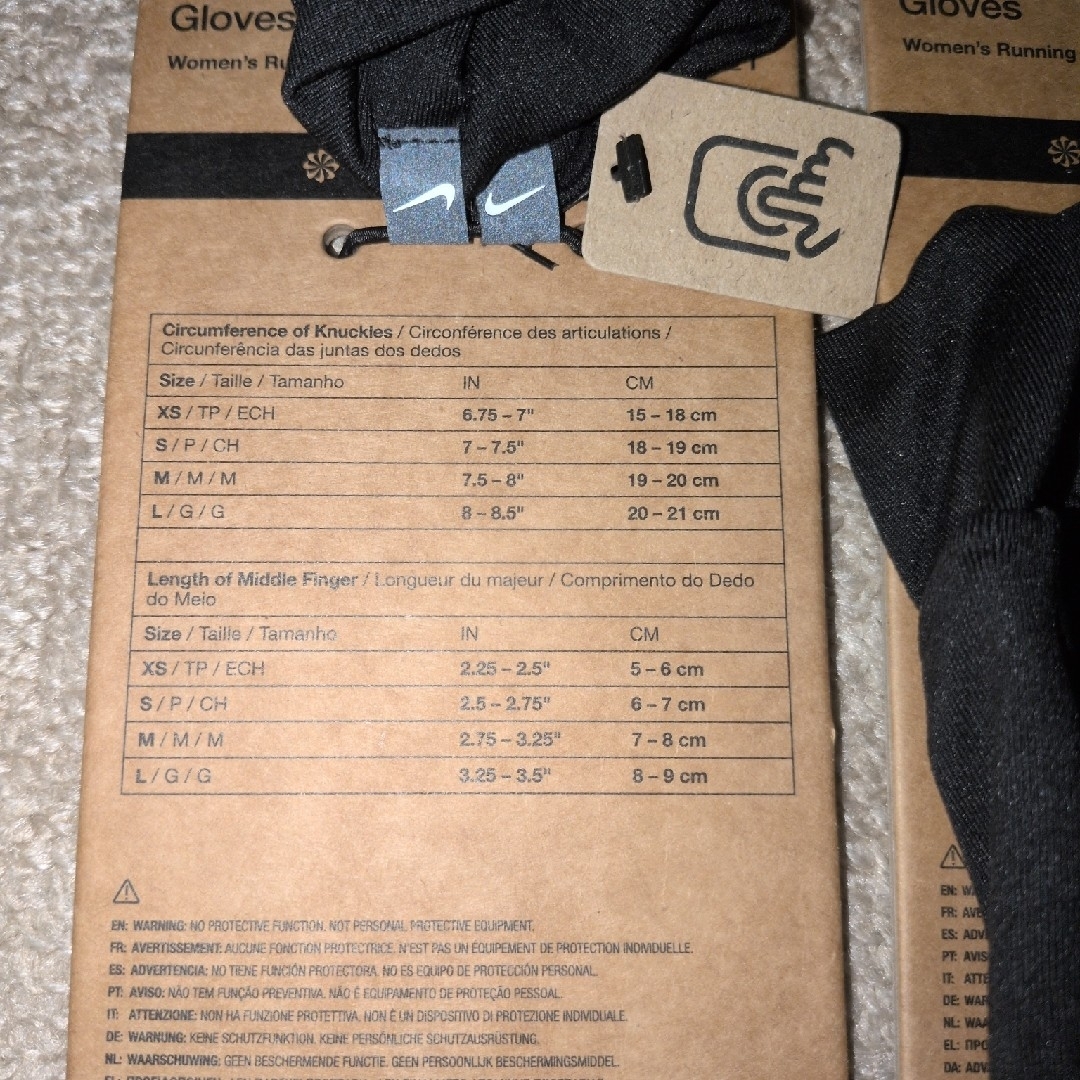 Gloves
Women's Ru
Circumference of Knuckles / Circonférence des articulations /
Circunferência das juntas dos dedos
Size / Taille / Tamanho IN CM
XS / TP / ECH 6.75 – 7" 15 – 18 cm
S / P / CH 7 – 7.5" 18 – 19 cm
M / M / M 7.5 – 8" 19 – 20 cm
L / G / G 8 – 8.5" 20 – 21 cm
Length of Middle Finger / Longueur du majeur / Comprimento do Dedo
do Meio
Size / Taille / Tamanho IN CM
XS / TP / ECH 2.25 – 2.5" 5 – 6 cm
S / P / CH 2.5 – 2.75" 6 – 7 cm
M / M / M 2.75 – 3.25" 7 – 8 cm
L / G / G 3.25 – 3.5" 8 – 9 cm
EN: WARNING: NO PROTECTIVE FUNCTION. NOT PERSONAL PROTECTIVE EQUIPMENT.
FR: AVERTISSEMENT: AUCUNE FONCTION PROTECTRICE. N'EST PAS UN ÉQUIPEMENT DE PROTECTION INDIVIDUELLE.
ES: ADVERTENCIA: NO TIENE FUNCIÓN PROTECTORA. NO ES EQUIPO DE PROTECCIÓN PERSONAL.
PT: AVISO: NÃO TEM FUNÇÃO PREVENTIVA. NÃO É EQUIPAMENTO DE PROTEÇÃO PESSOAL.
IT: ATTENZIONE: NON HA FUNZIONE PROTETTIVA. NON È UN DISPOSITIVO DI PROTEZIONE INDIVIDUALE.
DE: WARNUNG: KEINE SCHUTZFUNKTION. KEINE PERSÖNLICHE SCHUTZAUSRÜSTUNG.
NL: WAARSCHUWING: GEEN BESCHERMENDE FUNCTIE. GEEN PERSOONLIJK BESCHERMINGSMIDDEL.
Gloves
Women's Running
EN: W
FR: AVE
ES: ADV
PT: AVIS
IT: ATTE
DE: WAR
NL: WAA
EL: ΠΡΟ
DA: ADV